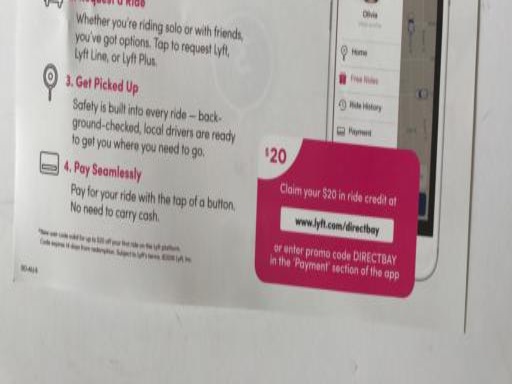 Request a Ride
Whether you're riding solo or with friends,
you've got options. Tap to request Lyft,
Lyft Line, or Lyft Plus.
3. Get Picked Up
Safety is built into every ride – back-
ground-checked, local drivers are ready
to get you where you need to go.
4. Pay Seamlessly
Pay for your ride with the tap of a button.
No need to carry cash.
*New user code valid for up to $20 off your first ride on the Lyft platform.
Code expires 14 days from redemption. Subject to Lyft's terms. ©2016 Lyft, Inc.
Olivia
Home
Free Rides
Ride History
Payment
$20
Claim your $20 in ride credit at
www.lyft.com/directbay
or enter promo code DIRECTBAY
in the 'Payment' section of the app